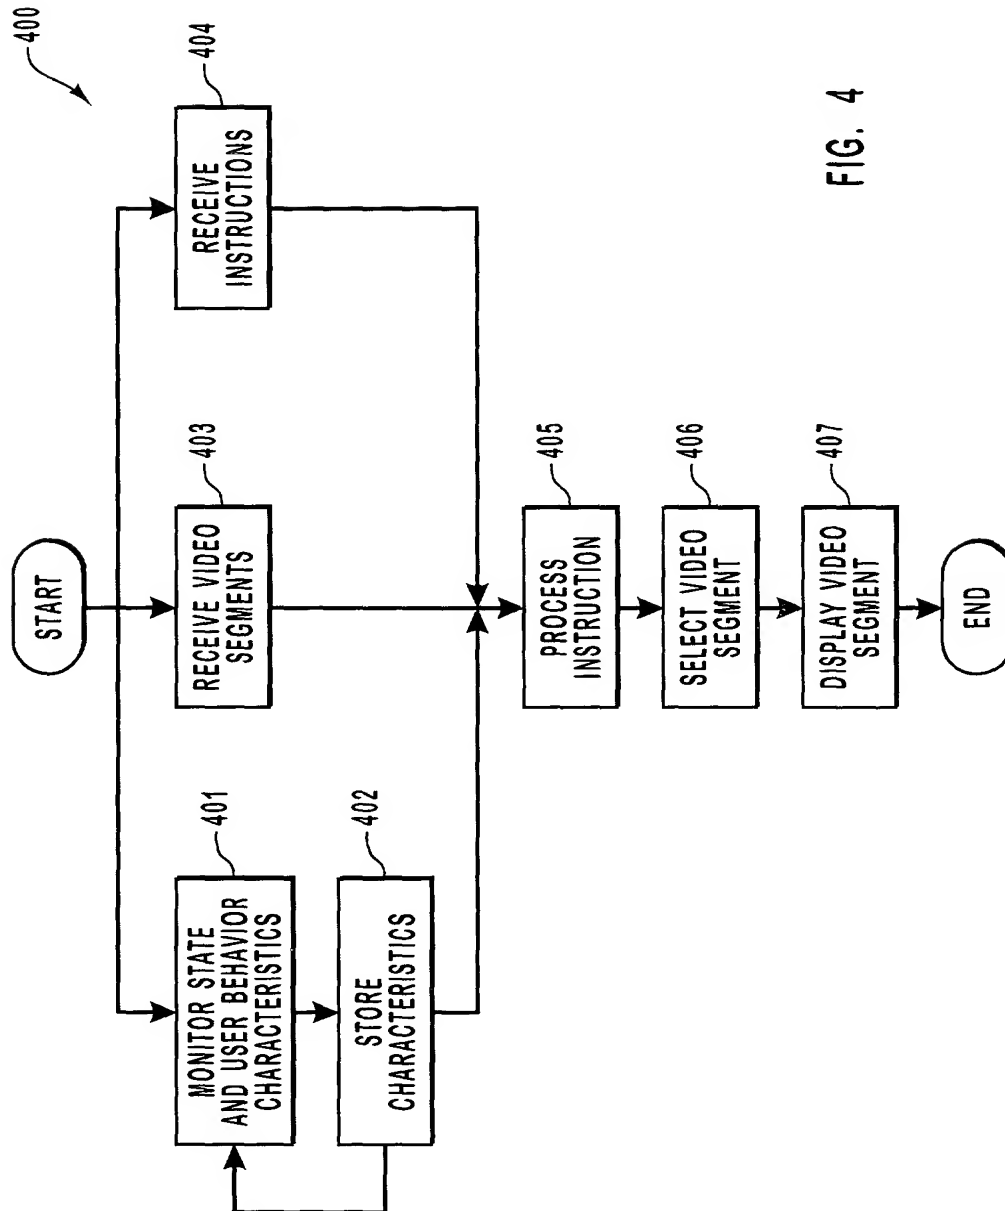 400
START
MONITOR STATE
AND USER BEHAVIOR
CHARACTERISTICS
401
STORE
CHARACTERISTICS
402
RECEIVE VIDEO
SEGMENTS
403
RECEIVE
INSTRUCTIONS
404
PROCESS
INSTRUCTION
405
SELECT VIDEO
SEGMENT
406
DISPLAY VIDEO
SEGMENT
407
END
FIG. 4